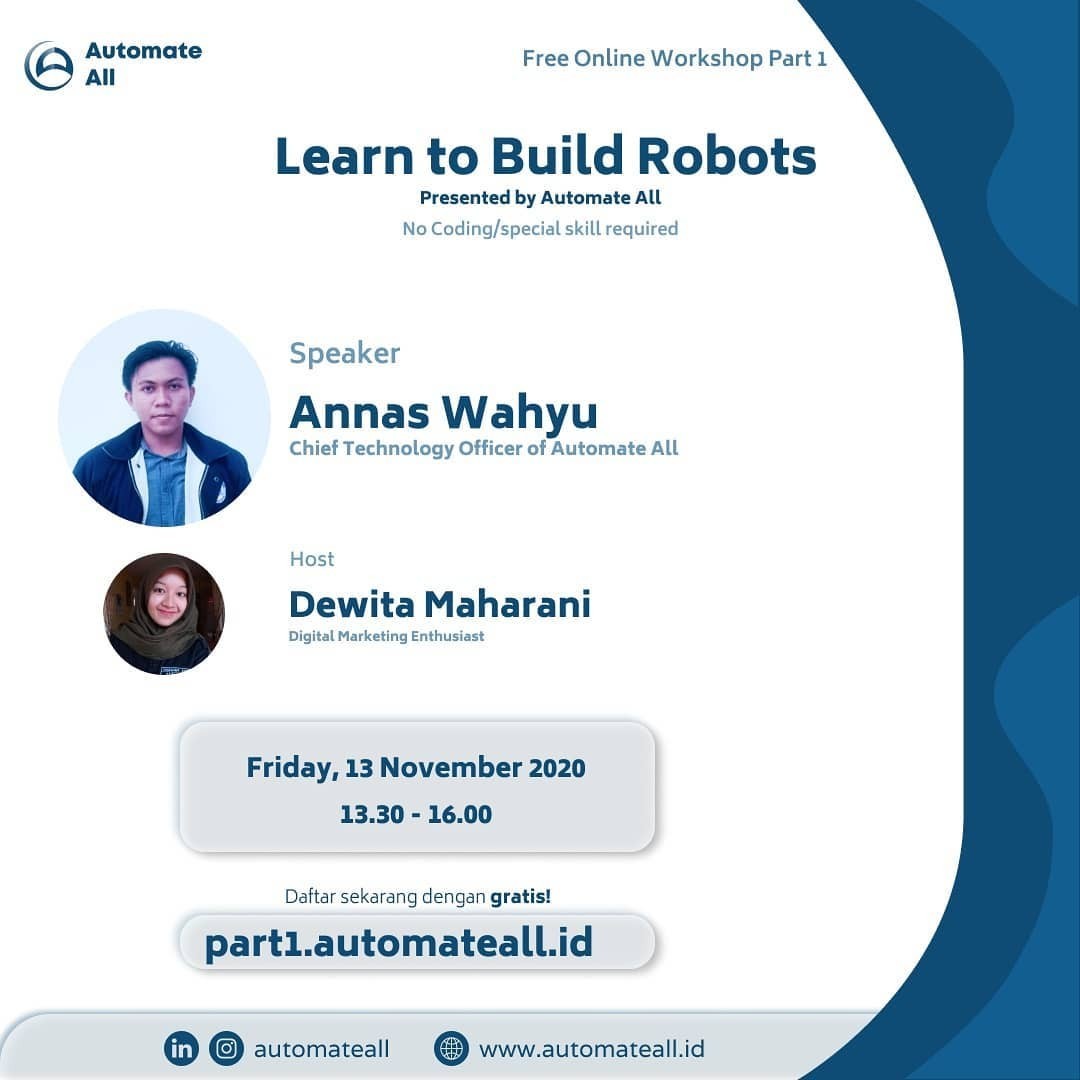 Automate
All
Free Online Workshop Part 1
Learn to Build Robots
Presented by Automate All
No Coding/special skill required
Speaker
Annas Wahyu
Chief Technology Officer of Automate All
Host
Dewita Maharani
Digital Marketing Enthusiast
Friday, 13 November 2020
13.30 - 16.00
Daftar sekarang dengan gratis!
part1.automateall.id
automateall
www.automateall.id